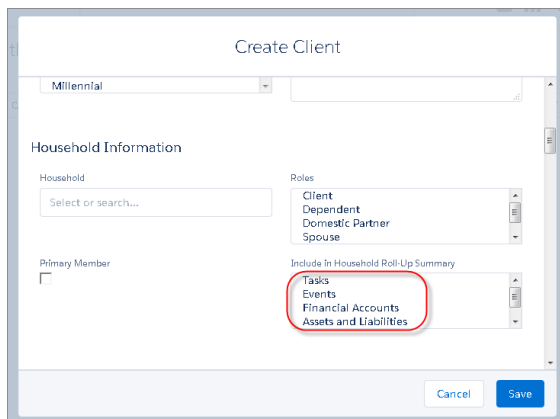 Create Client
Millennial
Household Information
Household
Roles
Select or search...
Client
Dependent
Domestic Partner
Spouse
Primary Member
Include in Household Roll-Up Summary
Tasks
Events
Financial Accounts
Assets and Liabilities
Cancel
Save